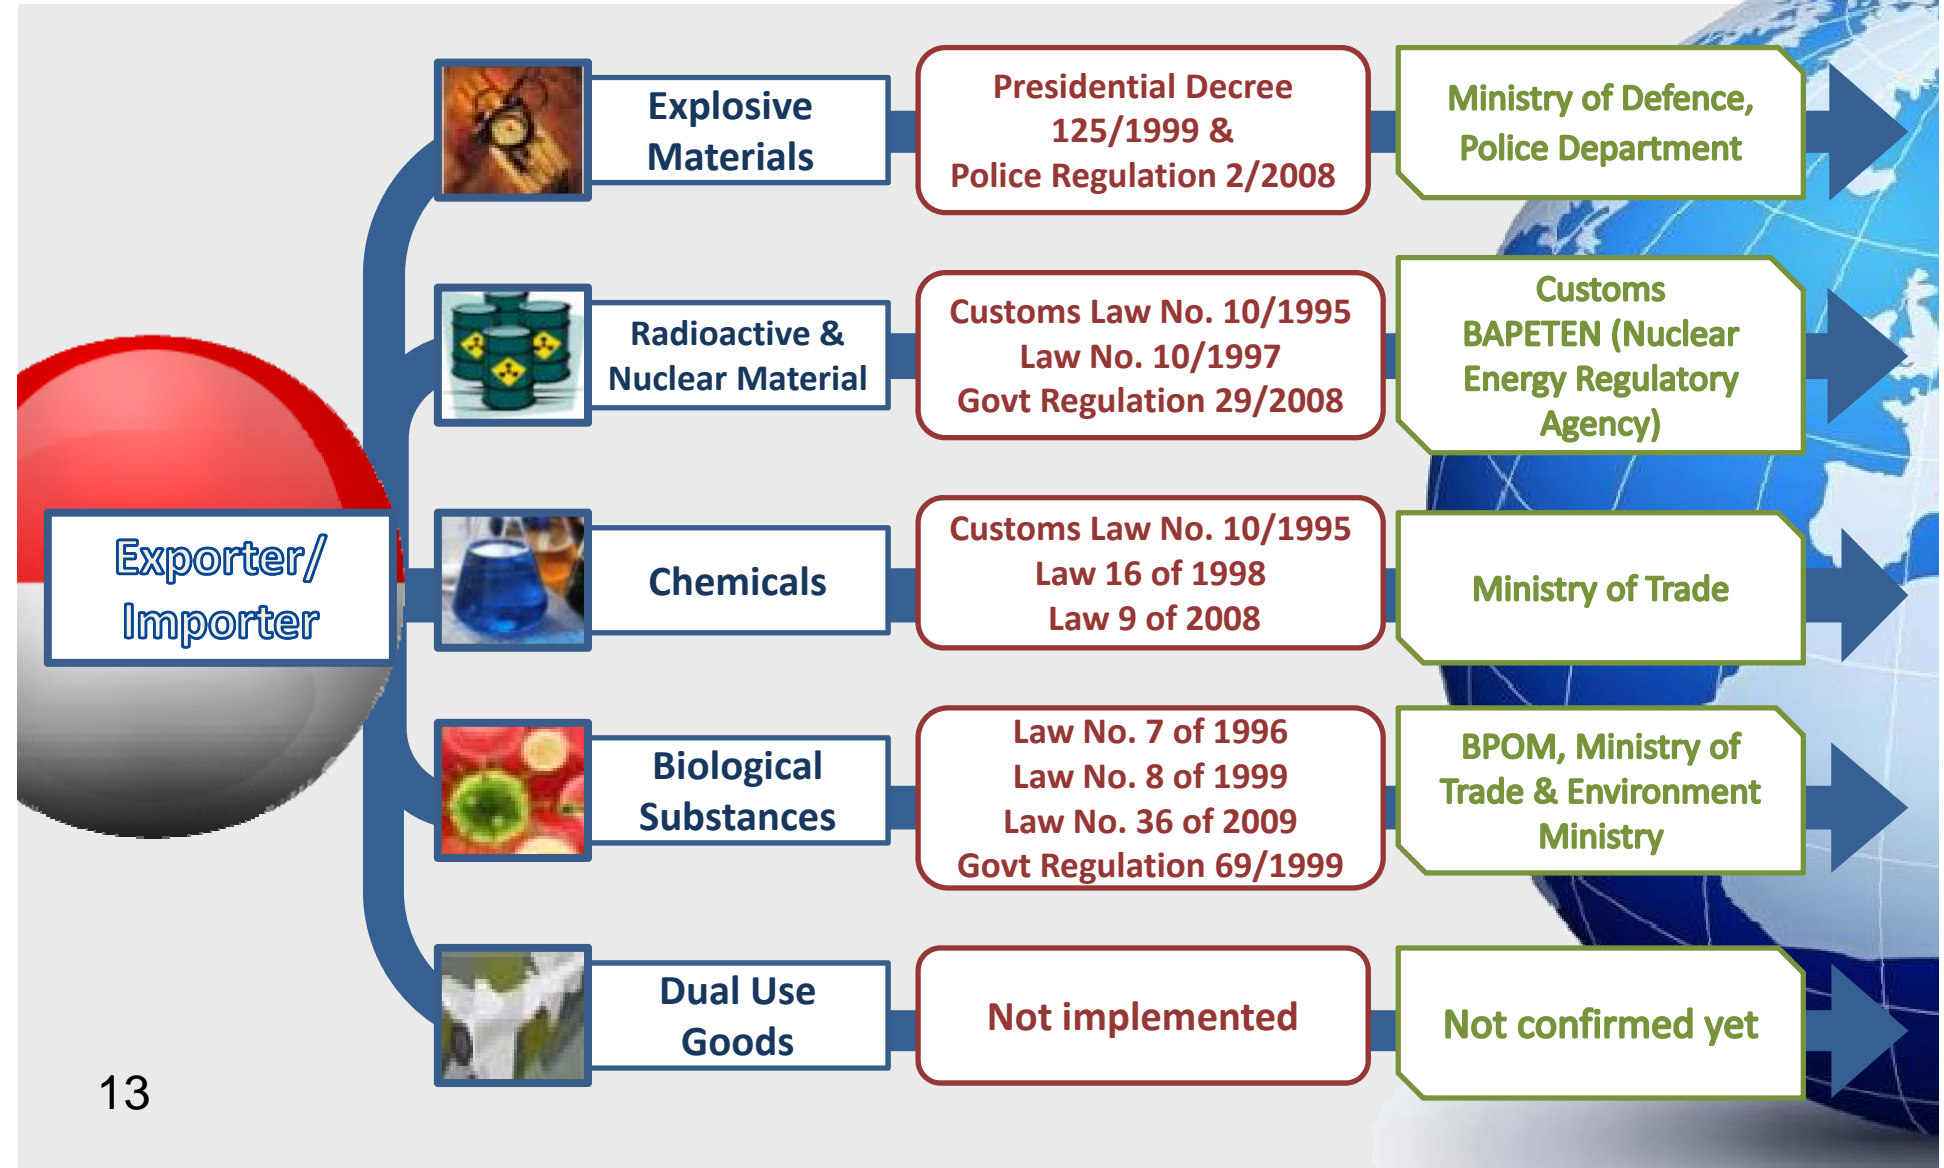 Exporter/
Importer
Explosive
Materials
Presidential Decree
125/1999 &
Police Regulation 2/2008
Ministry of Defence,
Police Department
Radioactive &
Nuclear Material
Customs Law No. 10/1995
Law No. 10/1997
Govt Regulation 29/2008
Customs
BAPETEN (Nuclear
Energy Regulatory
Agency)
Chemicals
Customs Law No. 10/1995
Law 16 of 1998
Law 9 of 2008
Ministry of Trade
Biological
Substances
Law No. 7 of 1996
Law No. 8 of 1999
Law No. 36 of 2009
Govt Regulation 69/1999
BPOM, Ministry of
Trade & Environment
Ministry
Dual Use
Goods
Not implemented
Not confirmed yet
13